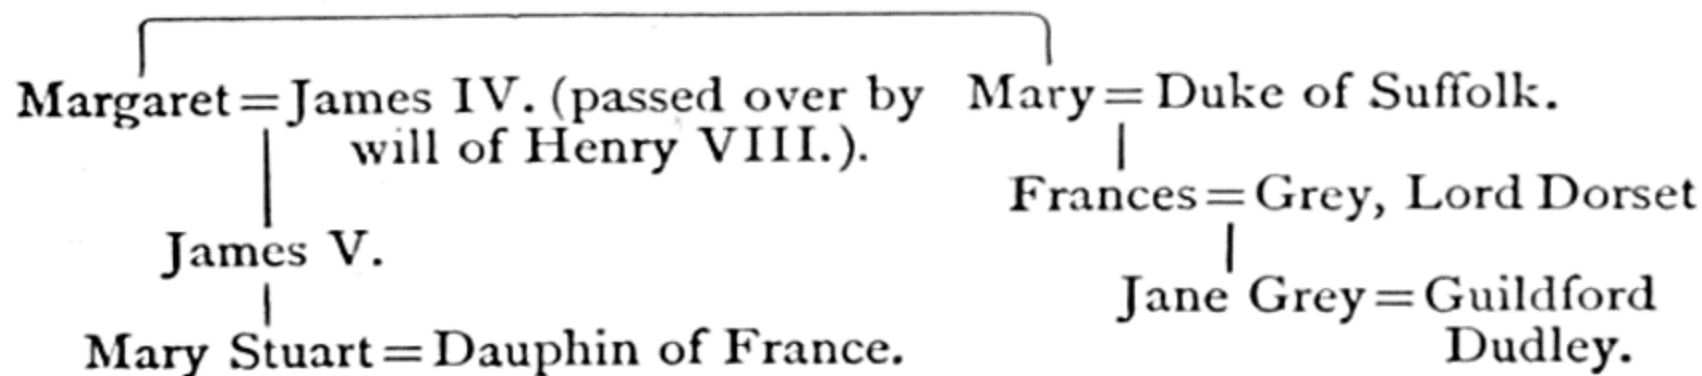 Margaret = James IV. (passed over by
will of Henry VIII.).
James V.
Mary Stuart = Dauphin of France.
Mary = Duke of Suffolk.
Frances = Grey, Lord Dorset
Jane Grey = Guildford
Dudley.